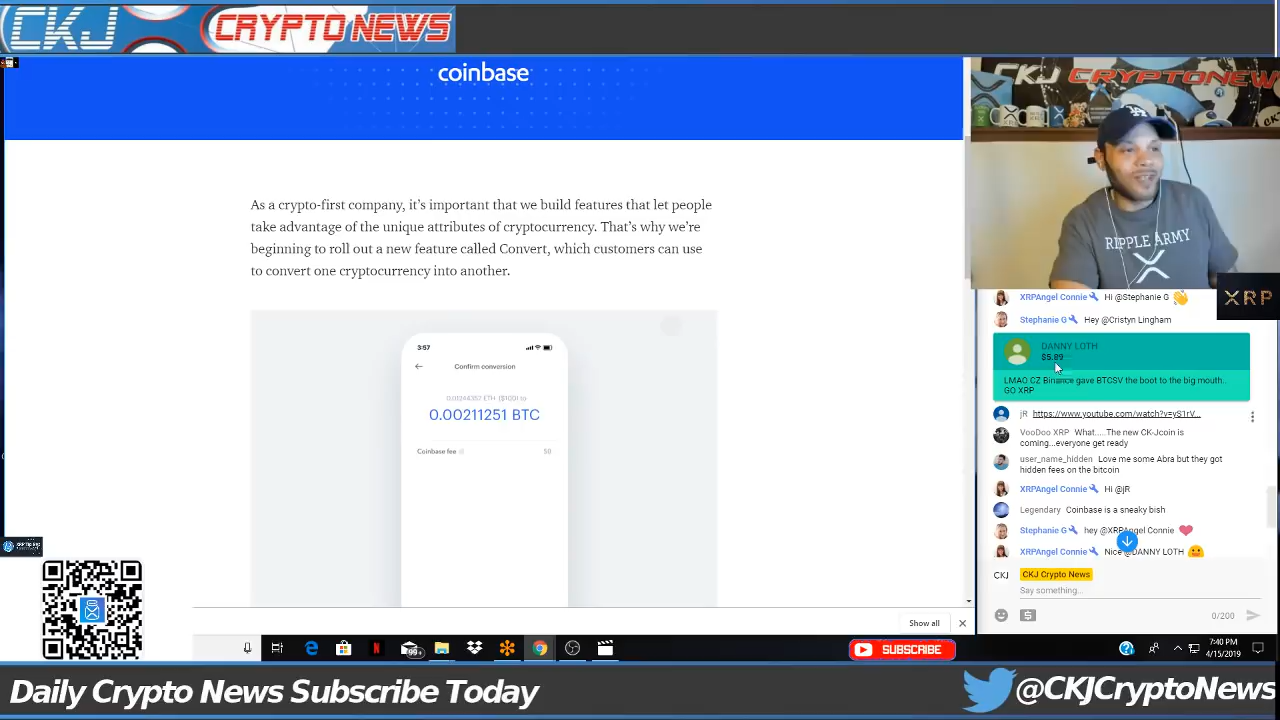 CKJ
CRYPTO NEWS
coinbase
As a crypto-first company, it's important that we build features that let people
take advantage of the unique attributes of cryptocurrency. That's why we're
beginning to roll out a new feature called Convert, which customers can use
to convert one cryptocurrency into another.
3:57
Confirm conversion
0.00211251 BTC
Coinbase fee
$0
CKJ CRYPTONEWS
RIPPLE ARMY
XRP
XRPAngel Connie Hi @Stephanie G
Stephanie G Hey @Cristyn Lingham
DANNY LOTH
$5.89
LMAO CZ Binance gave BTCSV the boot to the big mouth..
GO XRP
jR https://www.youtube.com/watch?v=yS1rV...
VooDoo XRP What.....The new CK-Jcoin is
coming...everyone get ready
user_name_hidden Love me some Abra but they got
hidden fees on the bitcoin
XRPAngel Connie Hi @jR
Legendary Coinbase is a sneaky bish
Stephanie G hey @XRPAngel Connie
XRPAngel Connie Nice @DANNY LOTH
CKJ
CKJ Crypto News
Say something...
0/200
Show all
99+
SUBSCRIBE
7:40 PM
4/15/2019
Daily Crypto News Subscribe Today
@CKJCryptoNews